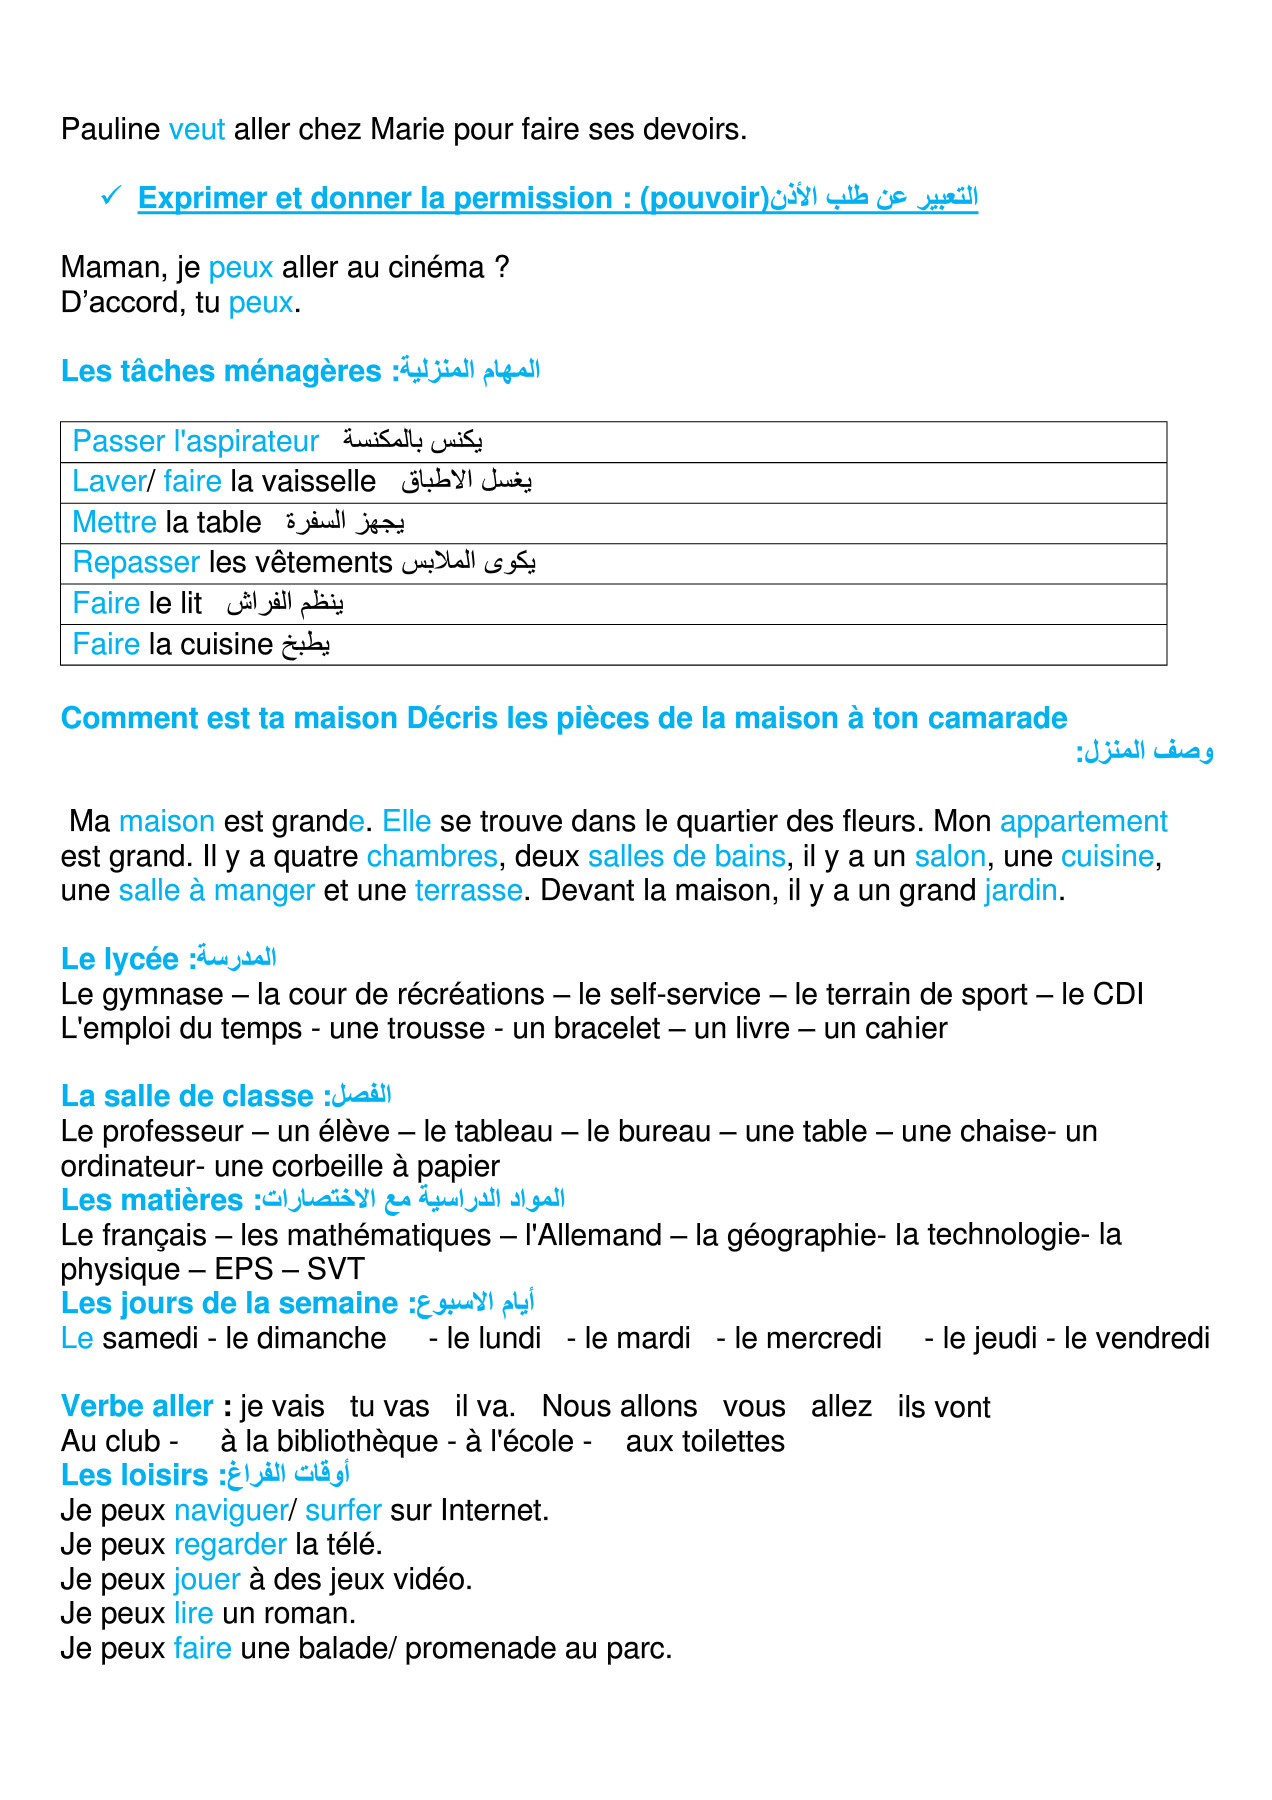 Pauline veut aller chez Marie pour faire ses devoirs.
✓ Exprimer et donner la permission : (pouvoir)التعبير عن طلب الأذن
Maman, je peux aller au cinéma ?
D’accord, tu peux.
Les tâches ménagères :المهام المنزلية
Passer l'aspirateur يكنس بالمكنسة
Laver/ faire la vaisselle يغسل الاطباق
Mettre la table يجهز السفرة
Repasser les vêtements يكوى الملابس
Faire le lit ينظم الفراش
Faire la cuisine يطبخ
Comment est ta maison Décris les pièces de la maison à ton camarade
وصف المنزل:
Ma maison est grande. Elle se trouve dans le quartier des fleurs. Mon appartement
est grand. Il y a quatre chambres, deux salles de bains, il y a un salon, une cuisine,
une salle à manger et une terrasse. Devant la maison, il y a un grand jardin.
Le lycée :المدرسة
Le gymnase – la cour de récréations – le self-service – le terrain de sport – le CDI
L'emploi du temps - une trousse - un bracelet – un livre – un cahier
La salle de classe :الفصل
Le professeur – un élève – le tableau – le bureau – une table – une chaise- un
ordinateur- une corbeille à papier
Les matières :المواد الدراسية مع الاختصارات
Le français – les mathématiques – l'Allemand – la géographie- la technologie- la
physique – EPS – SVT
Les jours de la semaine :أيام الاسبوع
Le samedi - le dimanche - le lundi - le mardi - le mercredi - le jeudi - le vendredi
Verbe aller : je vais tu vas il va. Nous allons vous allez ils vont
Au club - à la bibliothèque - à l'école - aux toilettes
Les loisirs :أوقات الفراغ
Je peux naviguer/ surfer sur Internet.
Je peux regarder la télé.
Je peux jouer à des jeux vidéo.
Je peux lire un roman.
Je peux faire une balade/ promenade au parc.